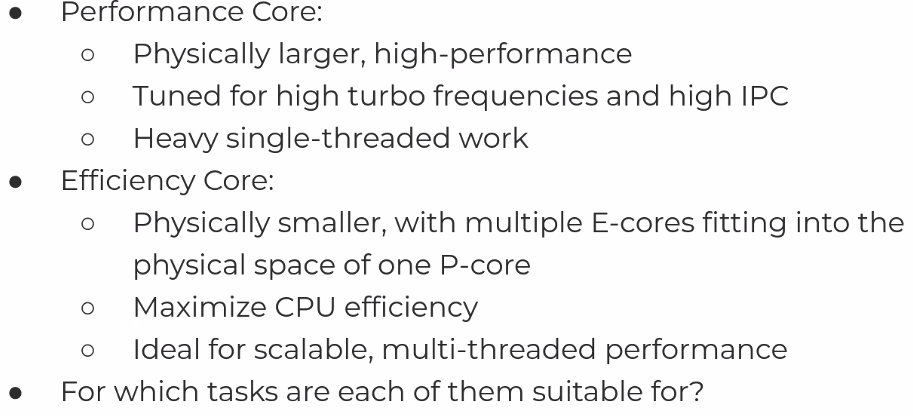 ● Performance Core:
○ Physically larger, high-performance
○ Tuned for high turbo frequencies and high IPC
○ Heavy single-threaded work
● Efficiency Core:
○ Physically smaller, with multiple E-cores fitting into the
physical space of one P-core
○ Maximize CPU efficiency
○ Ideal for scalable, multi-threaded performance
● For which tasks are each of them suitable for?